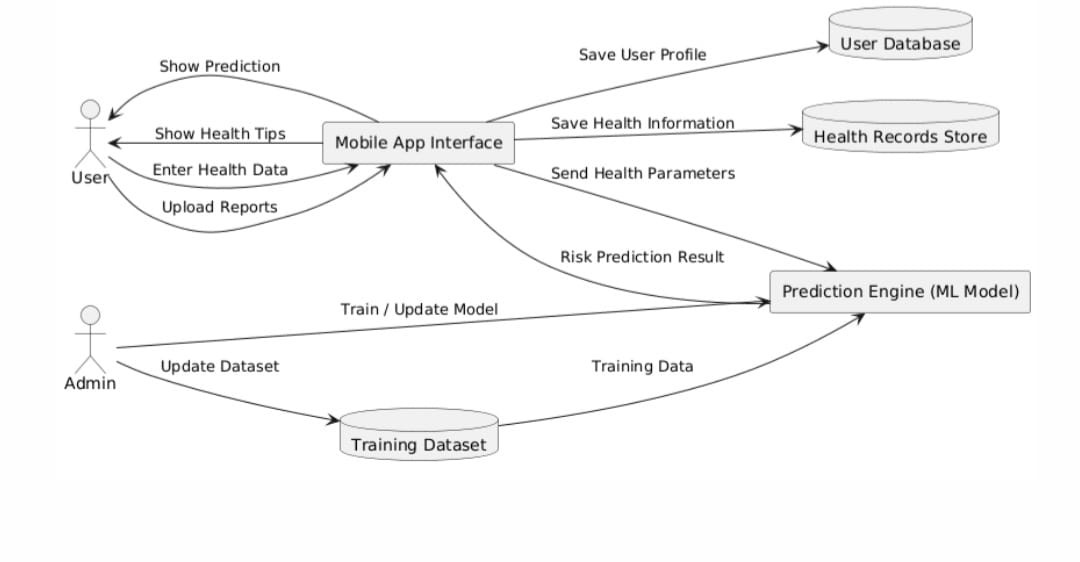 Show Prediction
Show Health Tips
Enter Health Data
Upload Reports
User
Mobile App Interface
Save User Profile
Save Health Information
Send Health Parameters
Risk Prediction Result
User Database
Health Records Store
Prediction Engine (ML Model)
Admin
Train / Update Model
Update Dataset
Training Data
Training Dataset